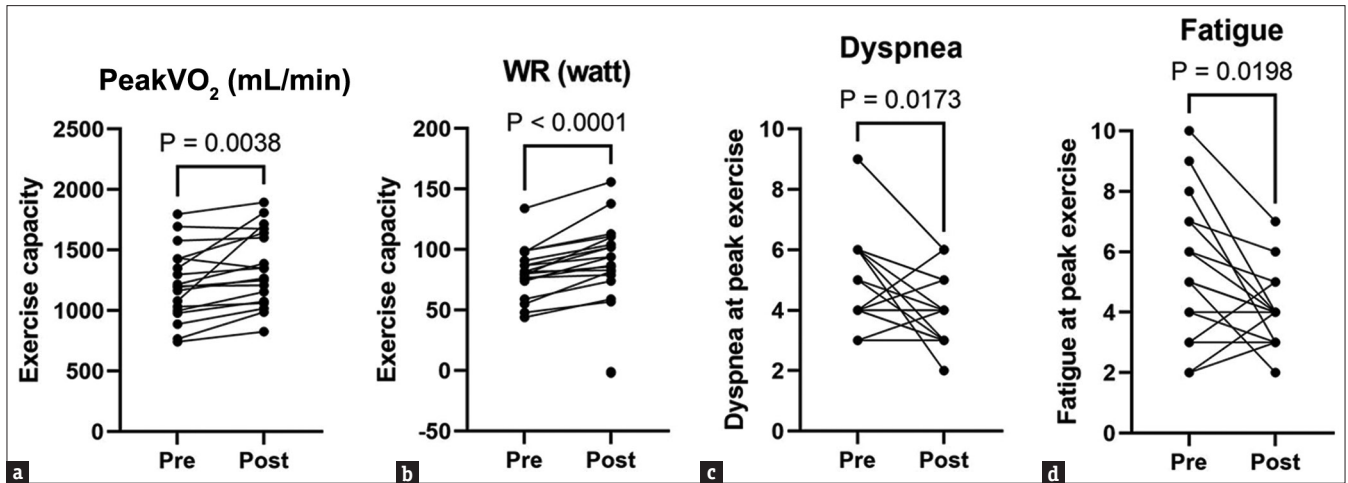 PeakVO₂ (mL/min)
P = 0.0038
Exercise capacity
2500
2000
1500
1000
500
0
Pre Post
a
WR (watt)
P < 0.0001
Exercise capacity
200
150
100
50
0
-50
Pre Post
b
Dyspnea
P = 0.0173
Dyspnea at peak exercise
10
8
6
4
2
0
Pre Post
c
Fatigue
P = 0.0198
Fatigue at peak exercise
10
8
6
4
2
0
Pre Post
d